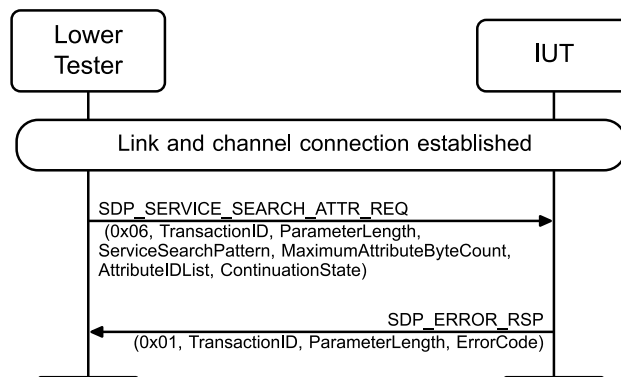 Lower
Tester
IUT
Link and channel connection established
SDP_SERVICE_SEARCH_ATTR_REQ
(0x06, TransactionID, ParameterLength,
ServiceSearchPattern, MaximumAttributeByteCount,
AttributeIDList, ContinuationState)
SDP_ERROR_RSP
(0x01, TransactionID, ParameterLength, ErrorCode)